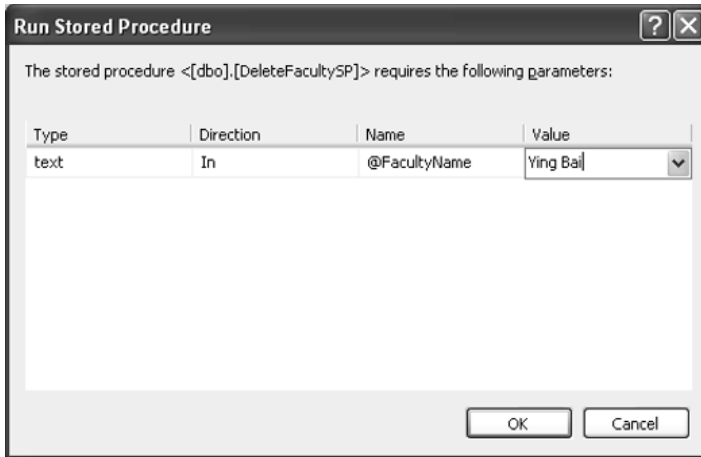 Run Stored Procedure
The stored procedure <[dbo].[DeleteFacultySP]> requires the following parameters:
Type Direction Name Value
text In @FacultyName Ying Bai
OK Cancel